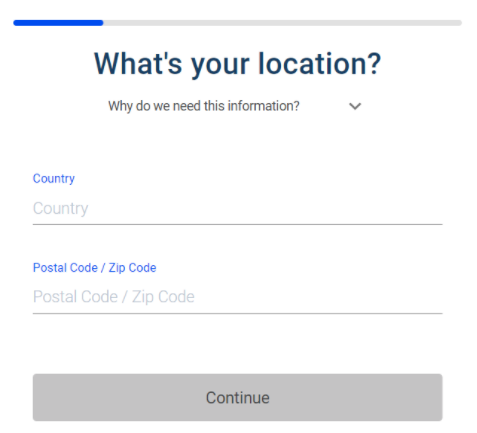 What's your location?
Why do we need this information?
Country
Country
Postal Code / Zip Code
Postal Code / Zip Code
Continue